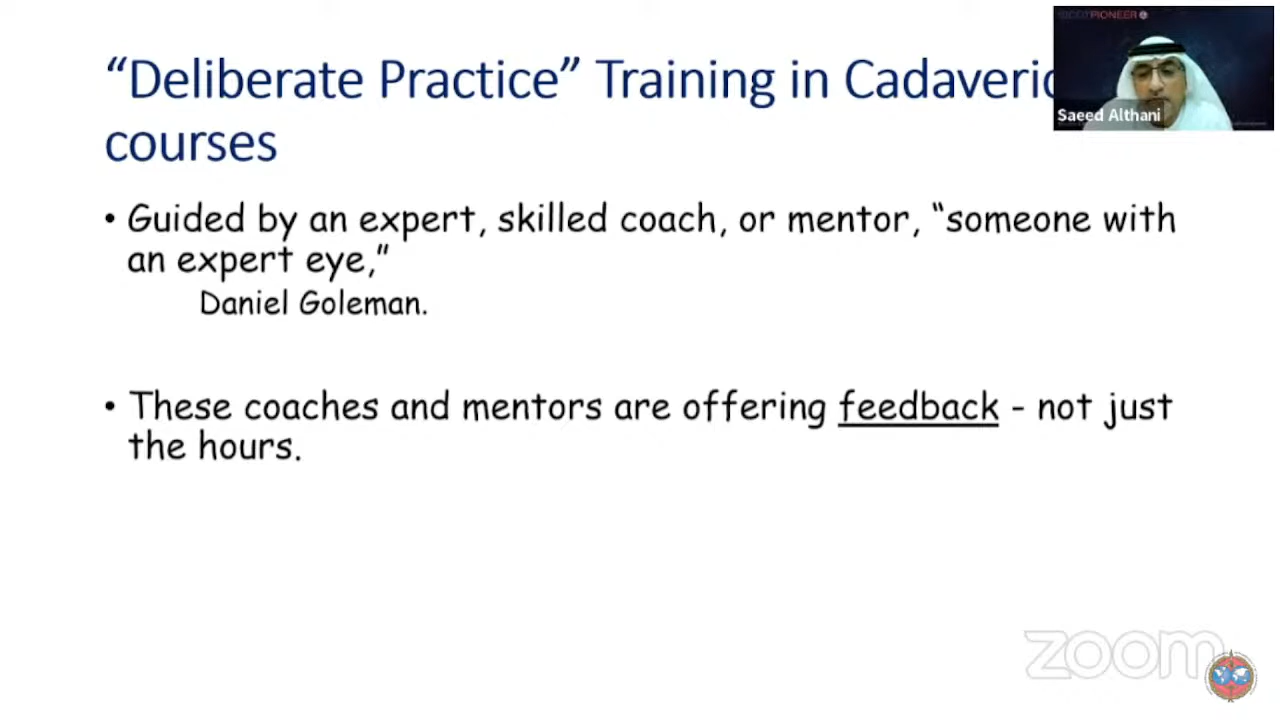 “Deliberate Practice” Training in Cadaveric
courses
PIONEER
Saeed Althani
• Guided by an expert, skilled coach, or mentor, “someone with
an expert eye,”
Daniel Goleman.
• These coaches and mentors are offering feedback - not just
the hours.
zoom